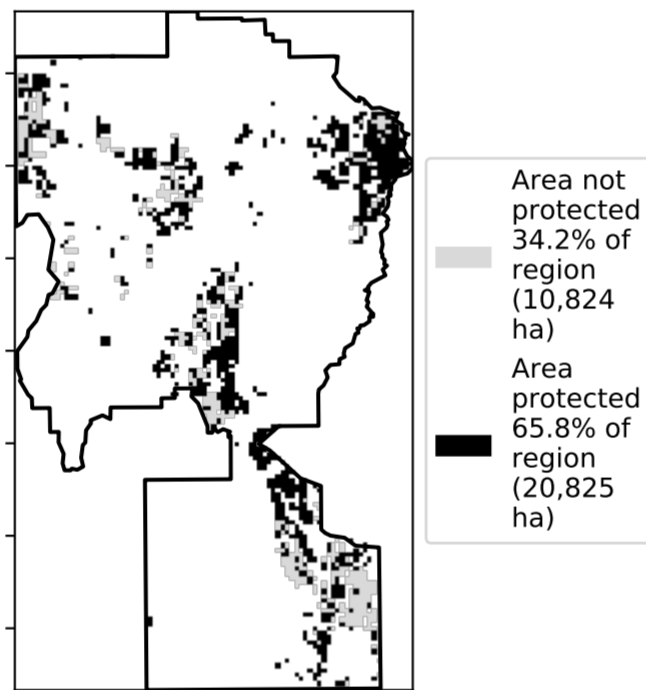 Area not
protected
34.2% of
region
(10,824
ha)
Area
protected
65.8% of
region
(20,825
ha)